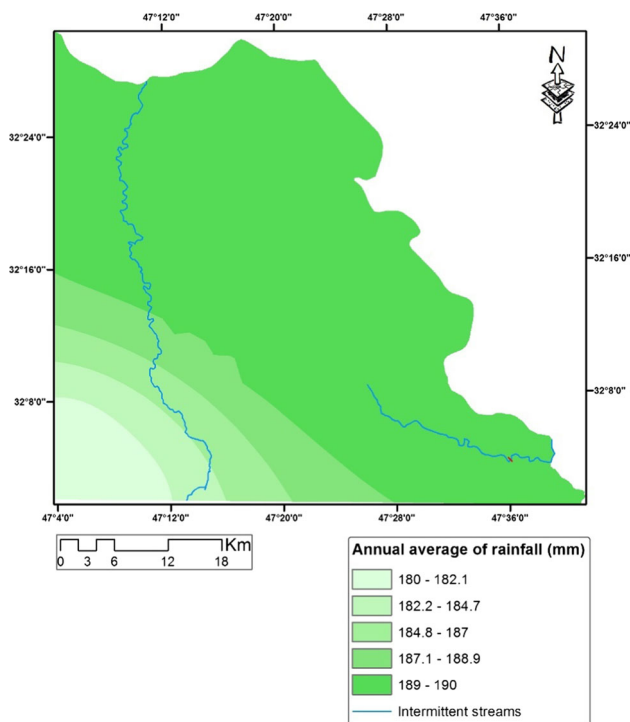 47°12'0"E 47°20'0"E 47°28'0"E 47°36'0"E
N
32°24'0"N 32°24'0"N
32°16'0"N 32°16'0"N
32°8'0"N 32°8'0"N
47°4'0"E 47°12'0"E 47°20'0"E 47°28'0"E 47°36'0"E
Km
0 3 6 12 18
Annual average of rainfall (mm)
180 - 182.1
182.2 - 184.7
184.8 - 187
187.1 - 188.9
189 - 190
Intermittent streams